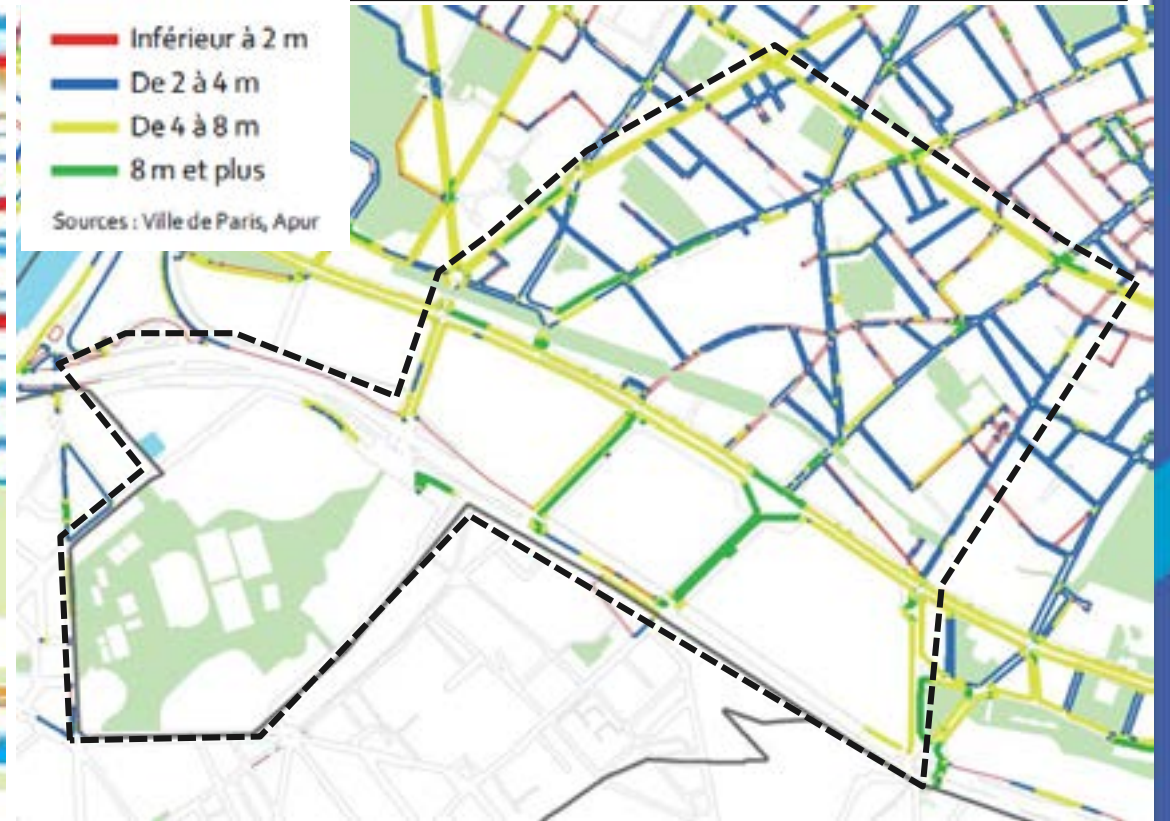 Inférieur à 2 m
De 2 à 4 m
De 4 à 8 m
8 m et plus
Sources : Ville de Paris, Apur